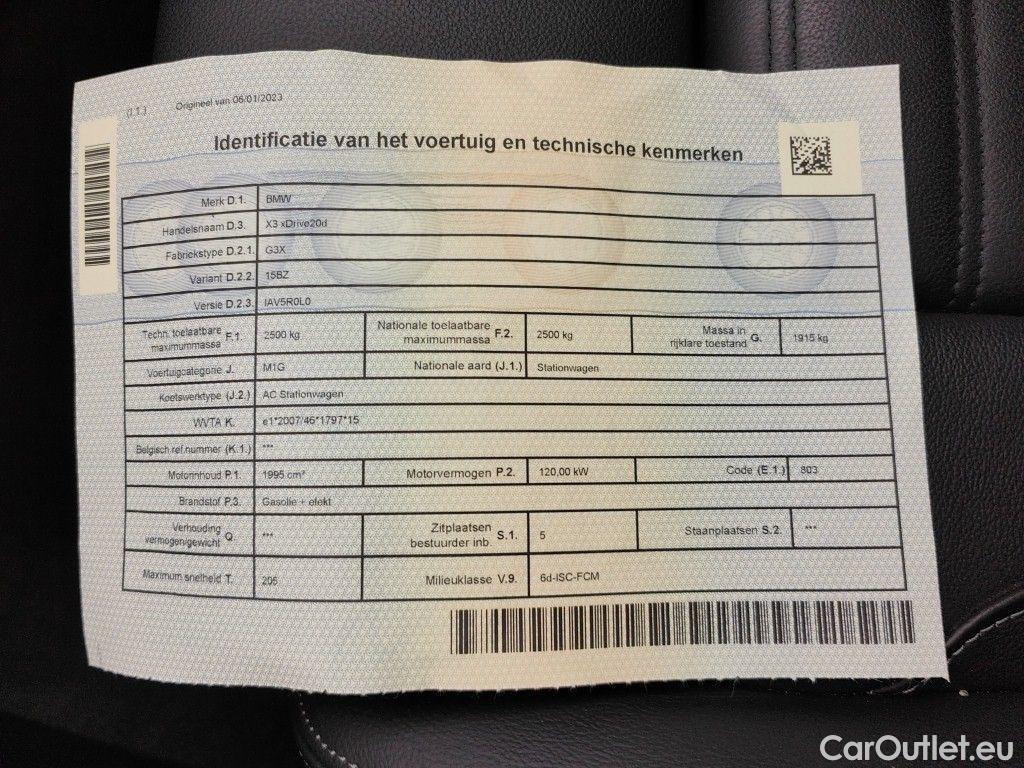 (I.1.) Origineel van 06/01/2023
Identificatie van het voertuig en technische kenmerken
Merk D.1. BMW
Handelsnaam D.3. X3 xDrive20d
Fabrickstype D.2.1. G3X
Variant D.2.2. 15BZ
Versie D.2.3. IAV5R0L0
Techn. toelaatbare maximummassa F.1. 2500 kg Nationale toelaatbare maximummassa F.2. 2500 kg Massa in rijklare toestand G. 1915 kg
Voertuigcategorie J. M1G Nationale aard (J.1.) Stationwagen
Koetswerktype (J.2.) AC Stationwagen
WVTA K. e1*2007/46*1797*15
Belgisch ref.nummer (K.1.) ***
Motorinhoud P.1. 1995 cm³ Motorvermogen P.2. 120,00 kW Code (E.1.) 803
Brandstof P.3. Gasolie + elekt
Verhouding vermogen/gewicht Q. *** Zitplaatsen bestuurder inb. S.1. 5 Staanplaatsen S.2. ***
Maximum snelheid T. 205 Milieuklasse V.9. 6d-ISC-FCM
CarOutlet.eu